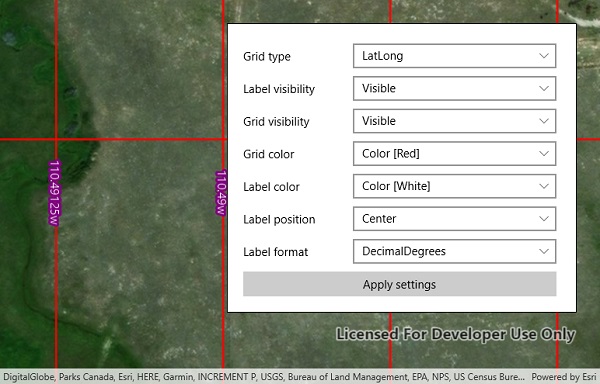 Grid type LatLong
Label visibility Visible
Grid visibility Visible
Grid color Color [Red]
Label color Color [White]
Label position Center
Label format DecimalDegrees
Apply settings
110.49125W
110.49W
Licensed For Developer Use Only
DigitalGlobe, Parks Canada, Esri, HERE, Garmin, INCREMENT P, USGS, Bureau of Land Management, EPA, NPS, US Census Bure... Powered by Esri